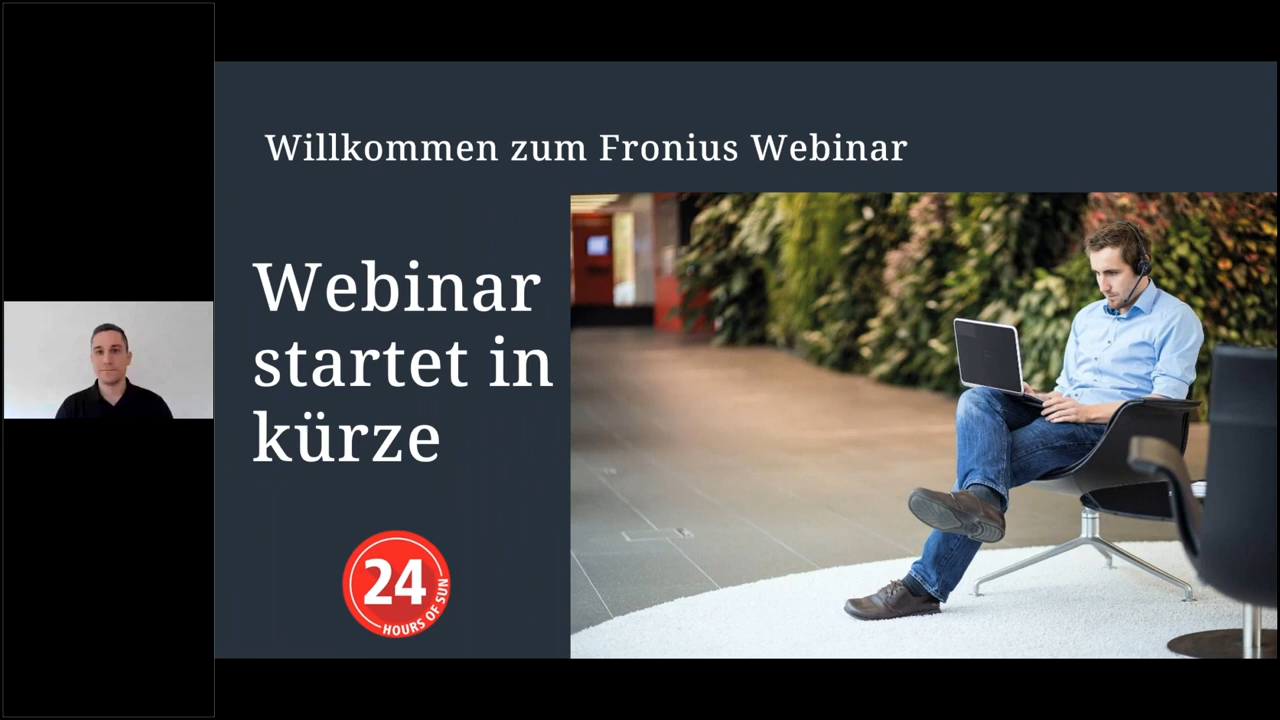 Willkommen zum Fronius Webinar
Webinar
startet in
kürze
24
HOURS OF SUN